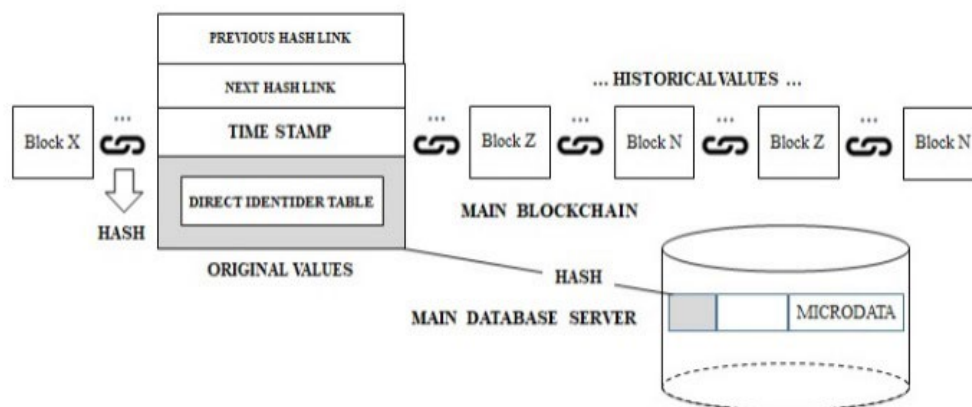 PREVIOUS HASH LINK
NEXT HASH LINK
... HISTORICAL VALUES ...
Block X
...
TIME STAMP
...
Block Z
...
Block N
...
Block Z
...
Block N
DIRECT IDENTIDER TABLE
MAIN BLOCKCHAIN
HASH
ORIGINAL VALUES
HASH
MAIN DATABASE SERVER
MICRODATA